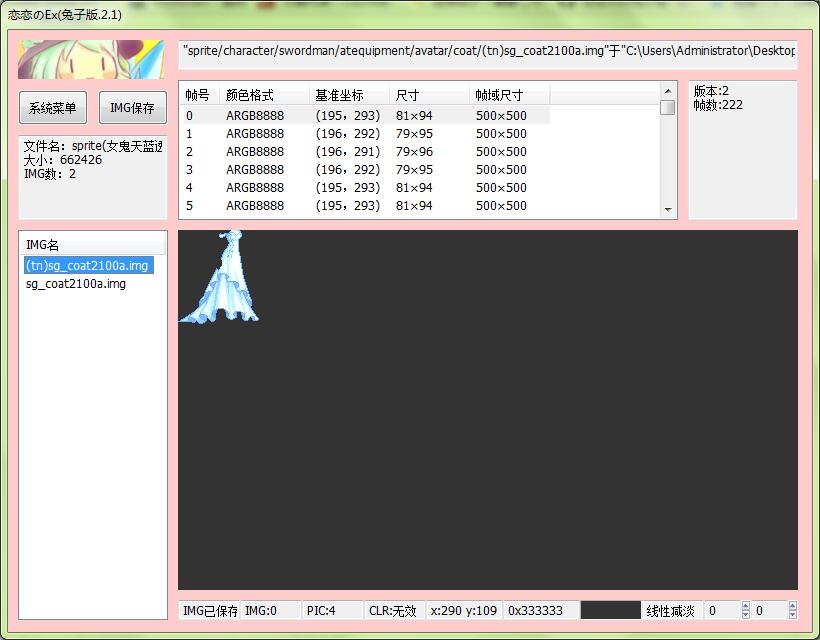 恋恋のEx(兔子版.2.1)
"sprite/character/swordman/atequipment/avatar/coat/(tn)sg_coat2100a.img"于"C:\Users\Administrator\Desktop
系统菜单 IMG保存
文件名：sprite(女鬼天蓝透
大小：662426
IMG数：2
帧号 颜色格式 基准坐标 尺寸 帧域尺寸
0 ARGB8888 (195，293) 81×94 500×500
1 ARGB8888 (196，292) 79×95 500×500
2 ARGB8888 (196，291) 79×96 500×500
3 ARGB8888 (196，292) 79×95 500×500
4 ARGB8888 (195，293) 81×94 500×500
5 ARGB8888 (195，293) 81×94 500×500
版本:2
帧数:222
IMG名
(tn)sg_coat2100a.img
sg_coat2100a.img
IMG已保存 IMG:0 PIC:4 CLR:无效 x:290 y:109 0x333333 线性减淡 0 0